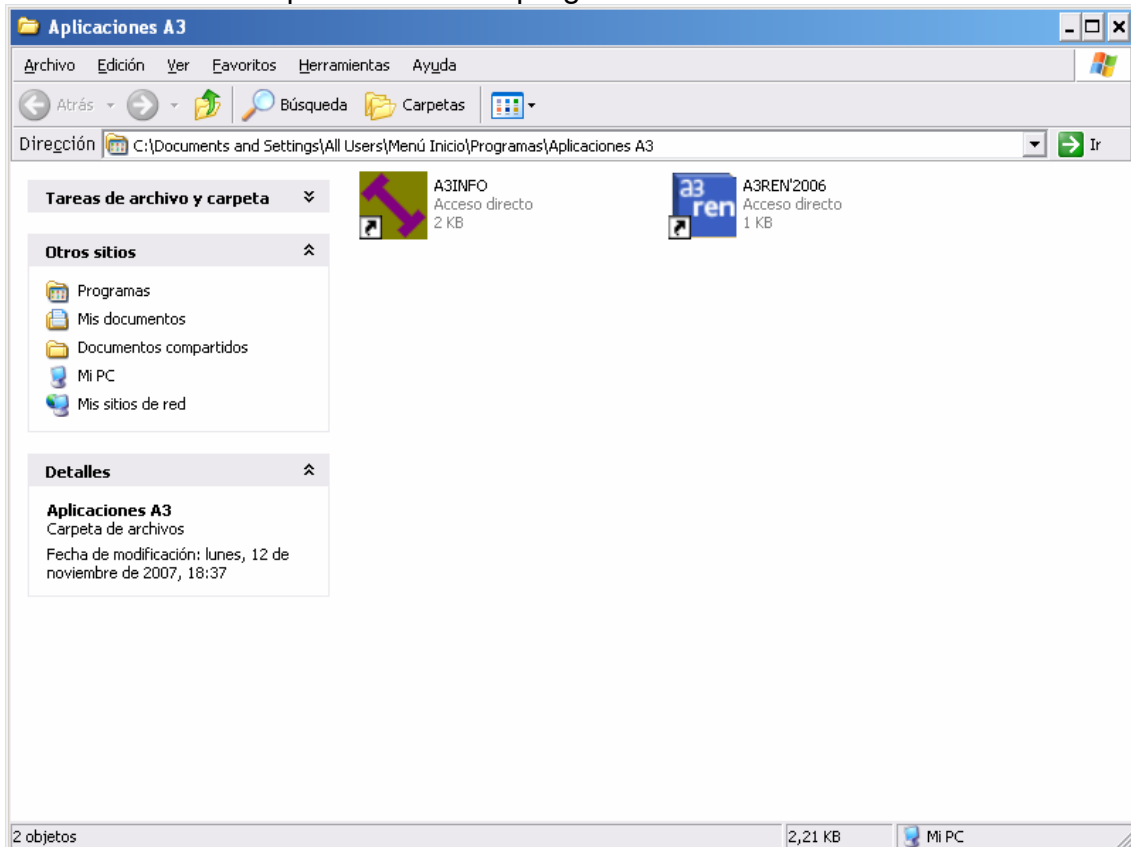 Aplicaciones A3
Archivo Edición Ver Favoritos Herramientas Ayuda
Atrás Búsqueda Carpetas
Dirección C:\Documents and Settings\All Users\Menú Inicio\Programas\Aplicaciones A3 Ir
Tareas de archivo y carpeta
Otros sitios
Programas
Mis documentos
Documentos compartidos
Mi PC
Mis sitios de red
Detalles
Aplicaciones A3
Carpeta de archivos
Fecha de modificación: lunes, 12 de
noviembre de 2007, 18:37
A3INFO
Acceso directo
2 KB
a3
ren
A3REN'2006
Acceso directo
1 KB
2 objetos 2,21 KB Mi PC